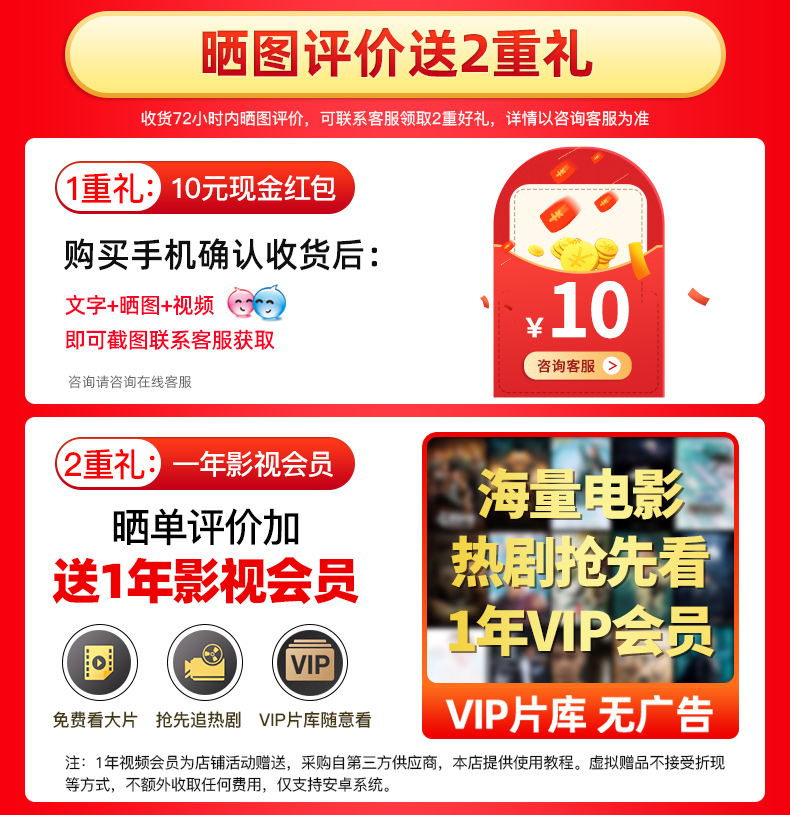 晒图评价送2重礼
收货72小时内晒图评价，可联系客服领取2重好礼，详情以咨询客服为准
1重礼：10元现金红包
购买手机确认收货后：
文字+晒图+视频
即可截图联系客服获取
咨询请咨询在线客服
¥10
咨询客服 >
2重礼：一年影视会员
晒单评价加
送1年影视会员
VIP
免费看大片 抢先追热剧 VIP片库随意看
海量电影
热剧抢先看
1年VIP会员
VIP片库 无广告
注：1年视频会员为店铺活动赠送，采购自第三方供应商，本店提供使用教程。虚拟赠品不接受折现
等方式，不额外收取任何费用，仅支持安卓系统。